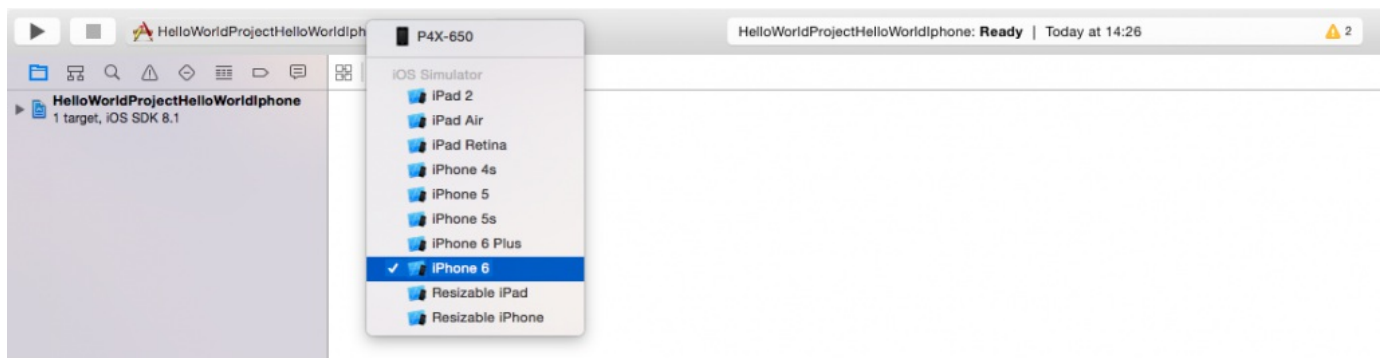 HelloWorldProjectHelloWorldIph
P4X-650
HelloWorldProjectHelloWorldIphone: Ready | Today at 14:26
2
HelloWorldProjectHelloWorldIphone
1 target, iOS SDK 8.1
iOS Simulator
iPad 2
iPad Air
iPad Retina
iPhone 4s
iPhone 5
iPhone 5s
iPhone 6 Plus
iPhone 6
Resizable iPad
Resizable iPhone